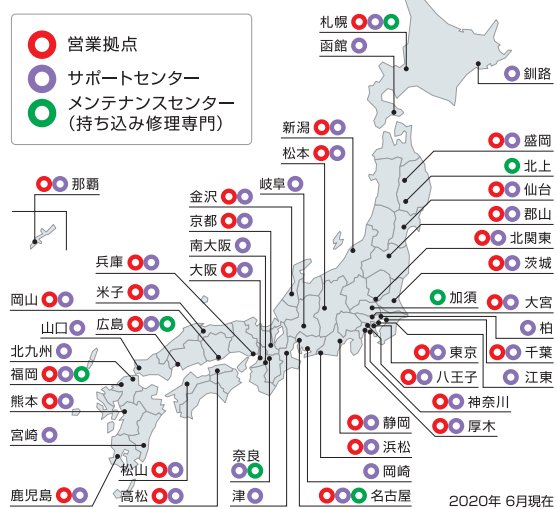 営業拠点
サポートセンター
メンテナンスセンター
(持ち込み修理専門)
札幌
函館
釧路
新潟
松本
岐阜
盛岡
北上
仙台
郡山
北関東
茨城
加須
大宮
柏
東京
千葉
八王子
江東
神奈川
厚木
那覇
金沢
京都
南大阪
大阪
兵庫
米子
広島
岡山
山口
北九州
福岡
熊本
宮崎
鹿児島
松山
高松
奈良
津
静岡
浜松
岡崎
名古屋
2020年 6月現在